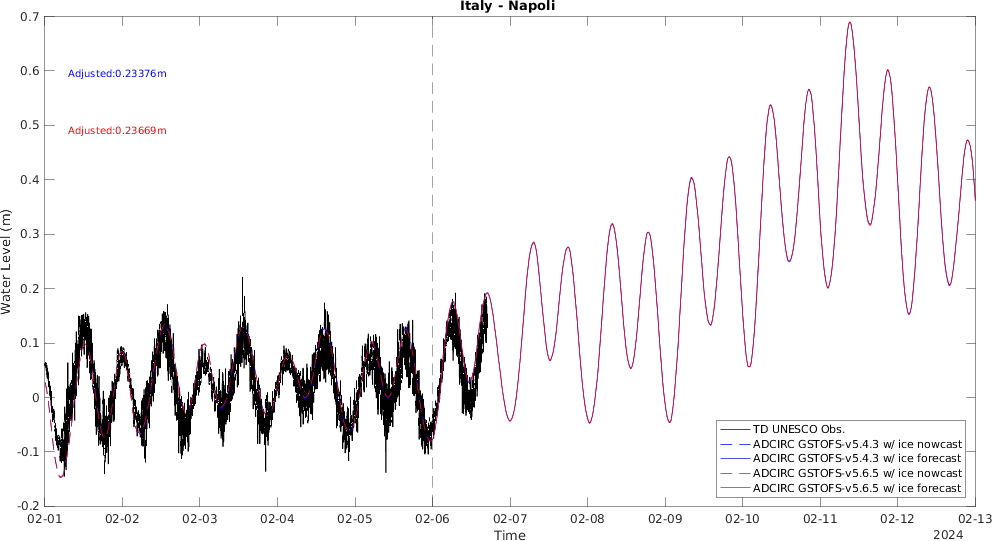 Italy - Napoli
0.7
0.6
0.5
0.4
0.3
0.2
0.1
0
-0.1
-0.2
Water Level (m)
Adjusted:0.23376m
Adjusted:0.23669m
TD UNESCO Obs.
ADCIRC GSTOFS-v5.4.3 w/ ice nowcast
ADCIRC GSTOFS-v5.4.3 w/ ice forecast
ADCIRC GSTOFS-v5.6.5 w/ ice nowcast
ADCIRC GSTOFS-v5.6.5 w/ ice forecast
02-01 02-02 02-03 02-04 02-05 02-06 02-07 02-08 02-09 02-10 02-11 02-12 02-13
Time
2024